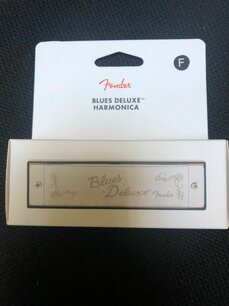 F
Fender
BLUES DELUXE™
HARMONICA
Blues
Deluxe
Fender